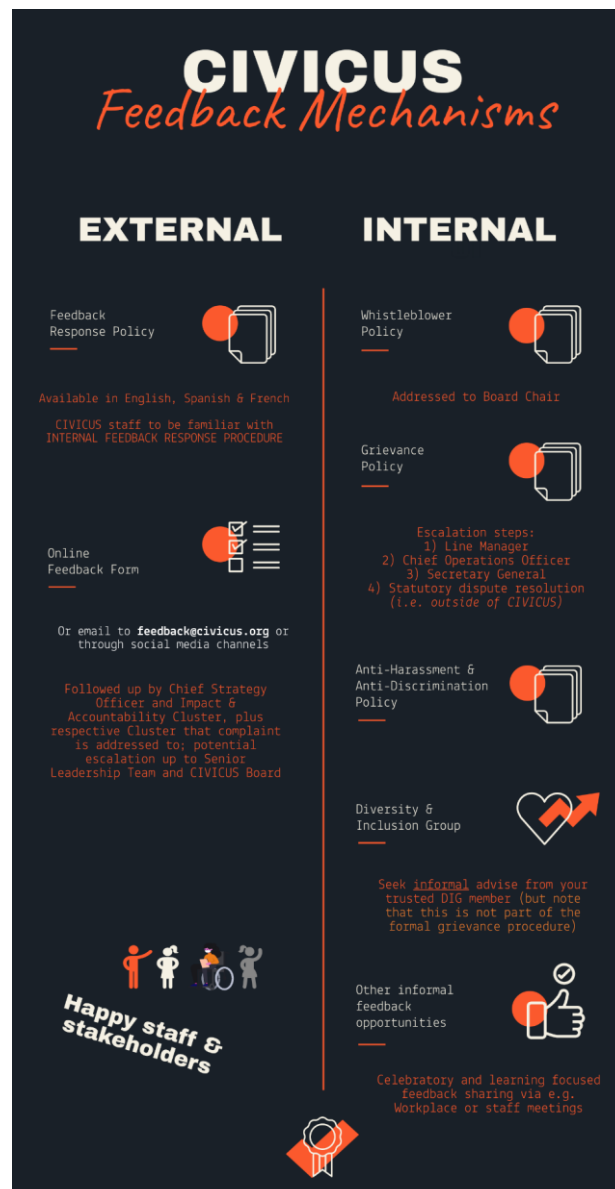 CIVICUS
Feedback Mechanisms
EXTERNAL
Feedback
Response Policy
Available in English, Spanish & French
CIVICUS staff to be familiar with
INTERNAL FEEDBACK RESPONSE PROCEDURE
Online
Feedback Form
Or email to feedback@civicus.org or
through social media channels
Followed up by Chief Strategy
Officer and Impact &
Accountability Cluster, plus
respective Cluster that complaint
is addressed to; potential
escalation up to Senior
Leadership Team and CIVICUS Board
Happy staff &
stakeholders
INTERNAL
Whistleblower
Policy
Addressed to Board Chair
Grievance
Policy
Escalation steps:
1) Line Manager
2) Chief Operations Officer
3) Secretary General
4) Statutory dispute resolution
(i.e. outside of CIVICUS)
Anti-Harassment &
Anti-Discrimination
Policy
Diversity &
Inclusion Group
Seek informal advise from your
trusted DIG member (but note
that this is not part of the
formal grievance procedure)
Other informal
feedback
opportunities
Celebratory and learning focused
feedback sharing via e.g.
Workplace or staff meetings